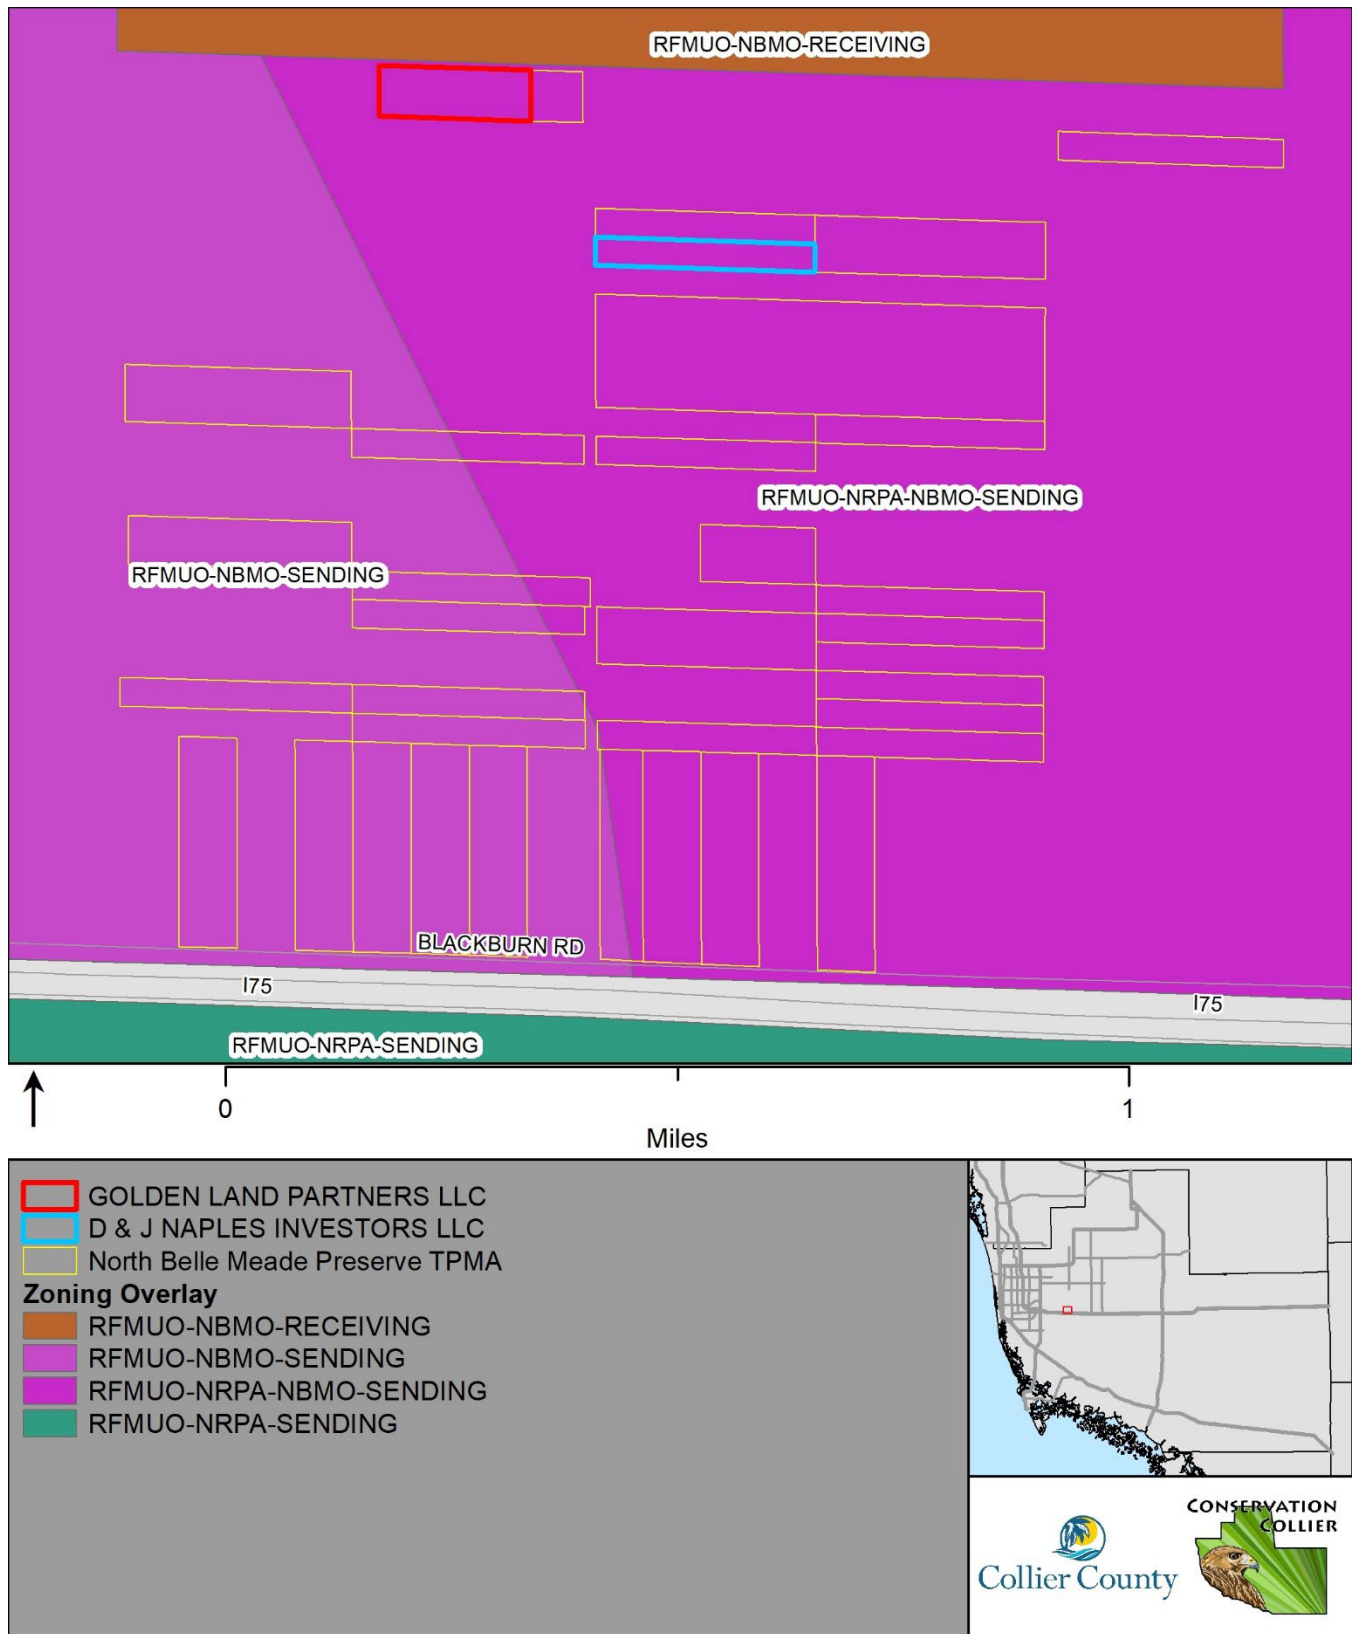 RFMUO-NBMO-RECEIVING
RFMUO-NRPA-NBMO-SENDING
RFMUO-NBMO-SENDING
BLACKBURN RD
I75
I75
RFMUO-NRPA-SENDING
0
1
Miles
GOLDEN LAND PARTNERS LLC
D & J NAPLES INVESTORS LLC
North Belle Meade Preserve TPMA
Zoning Overlay
RFMUO-NBMO-RECEIVING
RFMUO-NBMO-SENDING
RFMUO-NRPA-NBMO-SENDING
RFMUO-NRPA-SENDING
Collier County
CONSERVATION
COLLIER